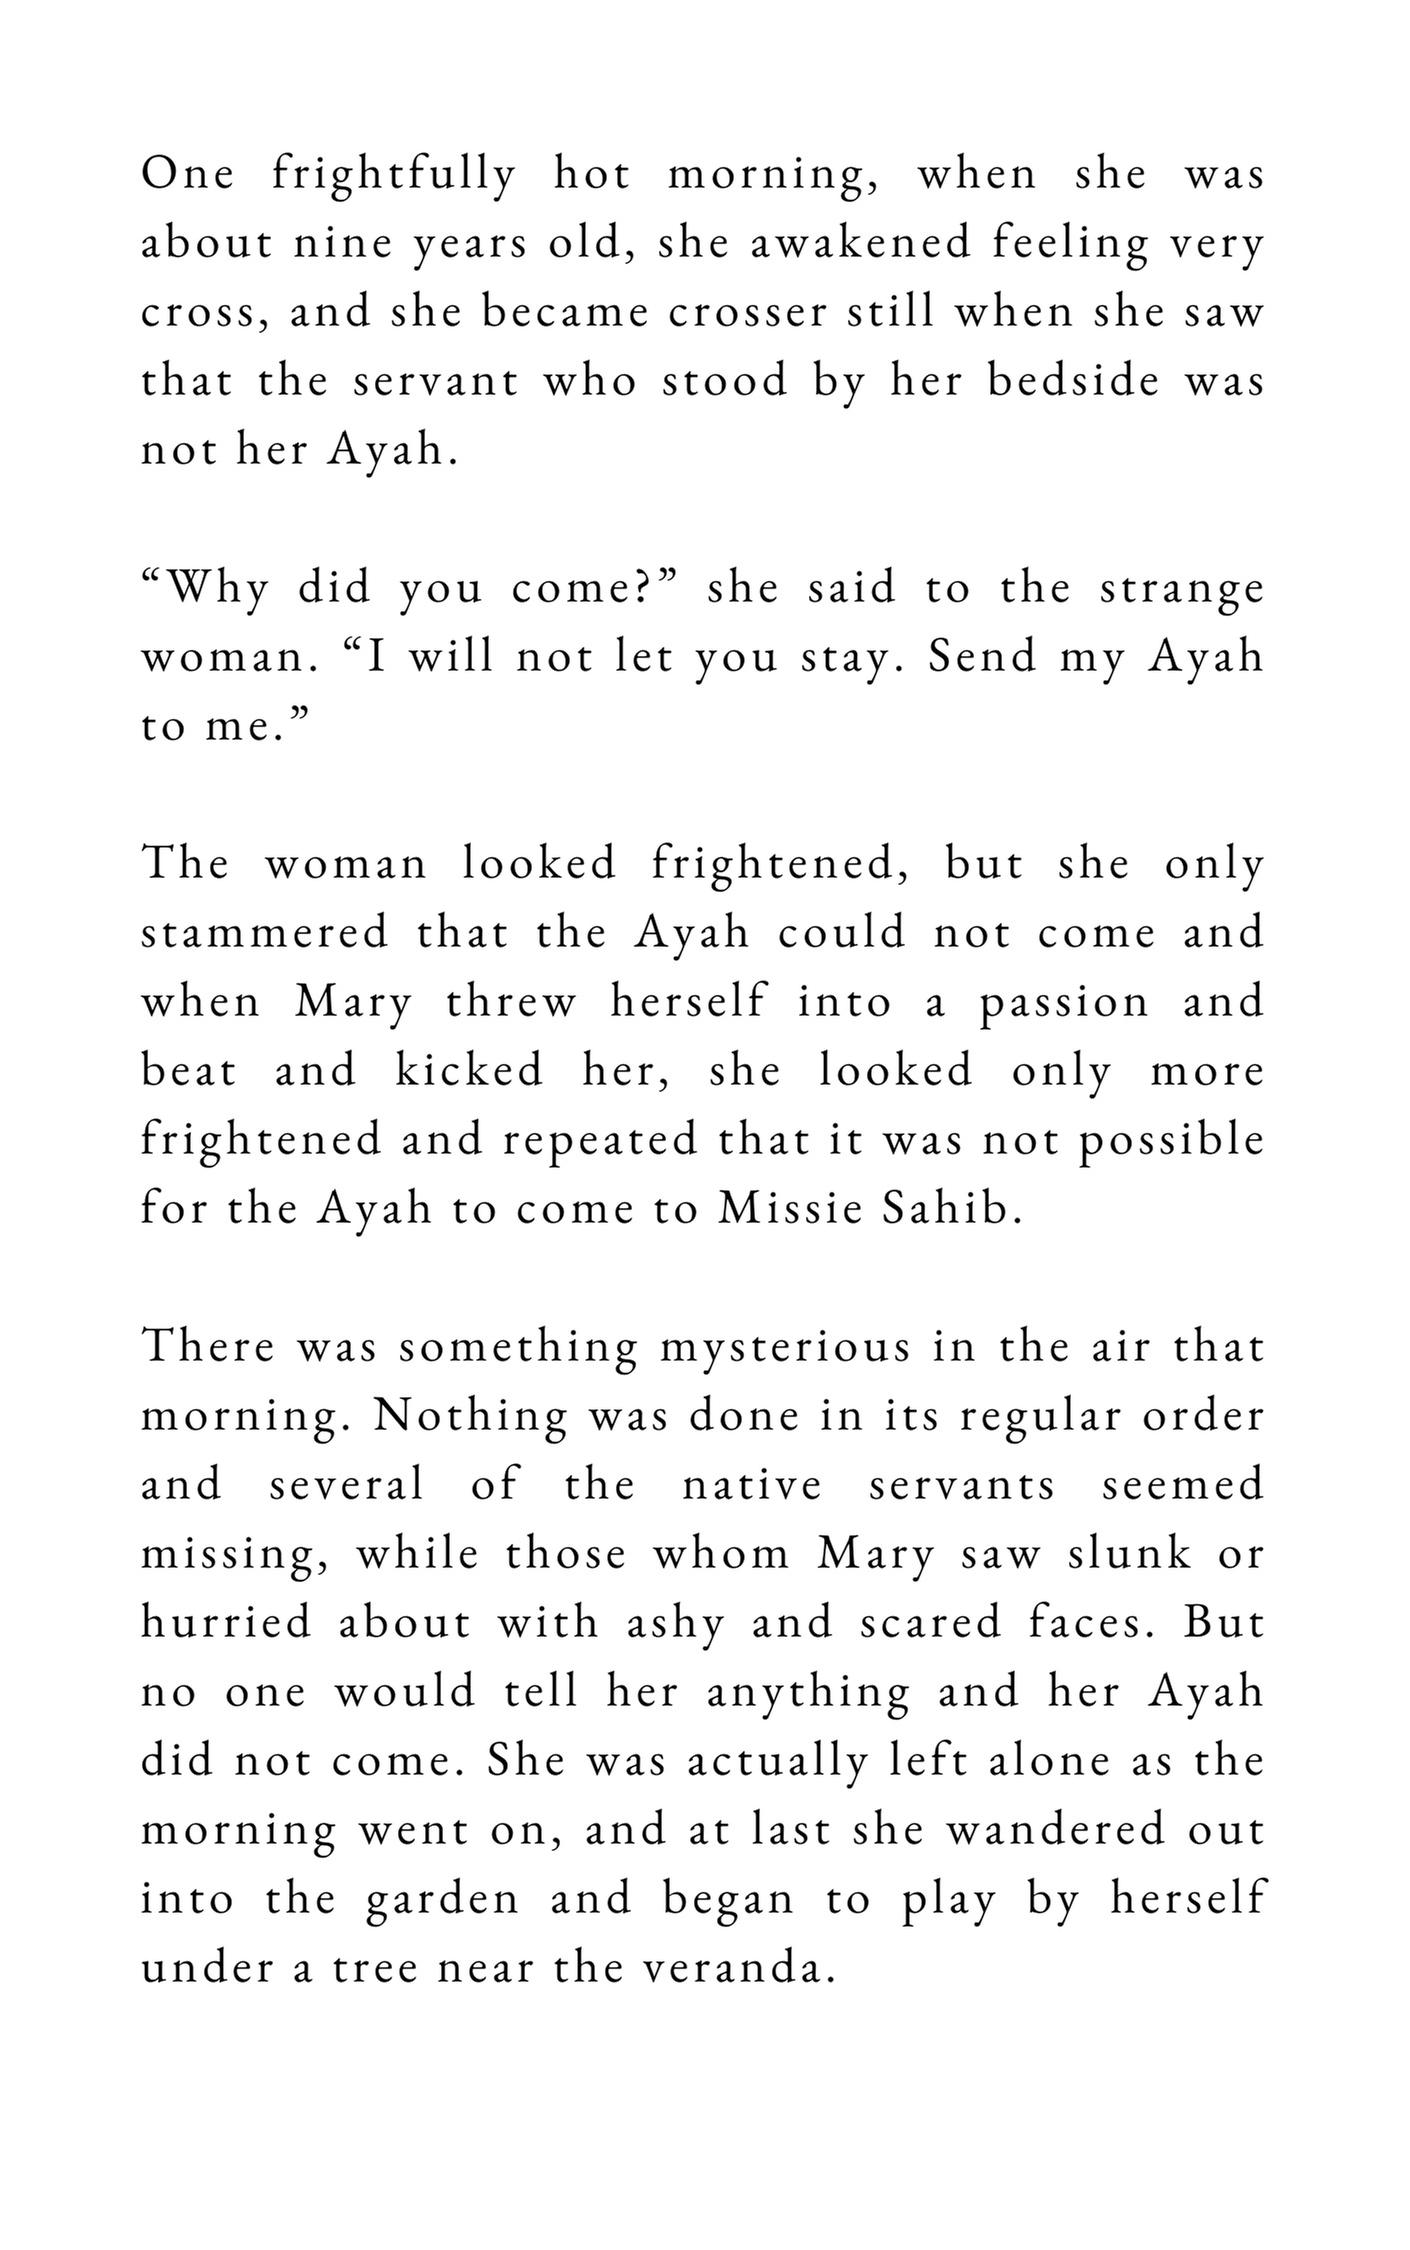 One frightfully hot morning, when she was
about nine years old, she awakened feeling very
cross, and she became crosser still when she saw
that the servant who stood by her bedside was
not her Ayah.
“Why did you come?” she said to the strange
woman. “I will not let you stay. Send my Ayah
to me.”
The woman looked frightened, but she only
stammered that the Ayah could not come and
when Mary threw herself into a passion and
beat and kicked her, she looked only more
frightened and repeated that it was not possible
for the Ayah to come to Missie Sahib.
There was something mysterious in the air that
morning. Nothing was done in its regular order
and several of the native servants seemed
missing, while those whom Mary saw slunk or
hurried about with ashy and scared faces. But
no one would tell her anything and her Ayah
did not come. She was actually left alone as the
morning went on, and at last she wandered out
into the garden and began to play by herself
under a tree near the veranda.